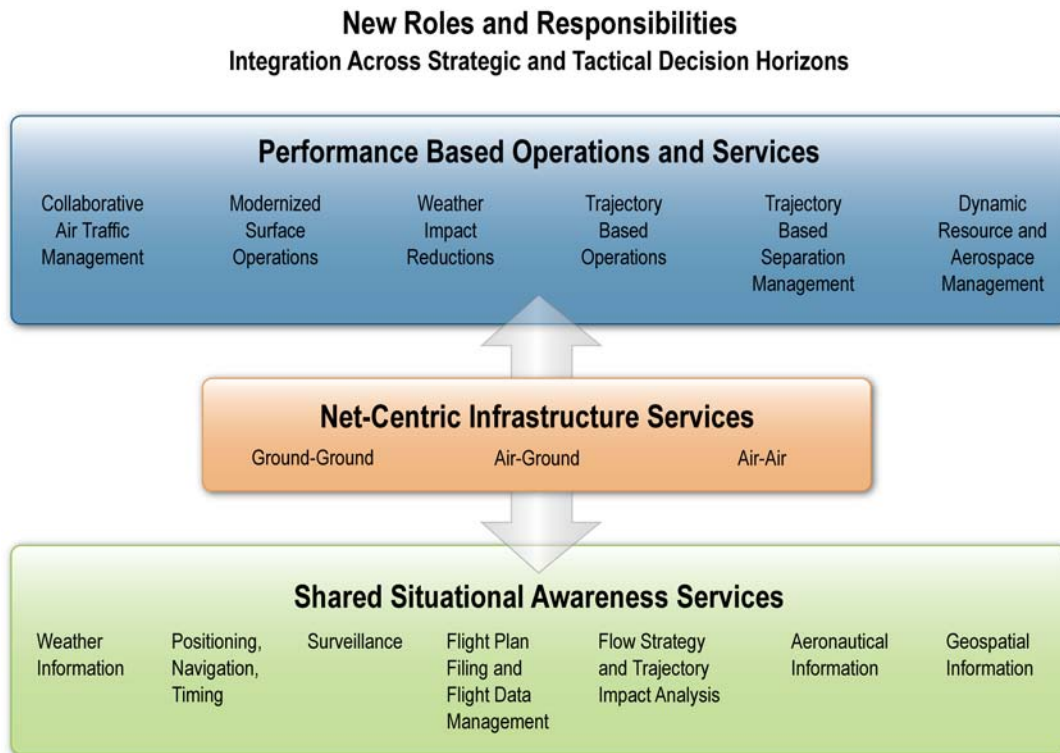 New Roles and Responsibilities
Integration Across Strategic and Tactical Decision Horizons
Performance Based Operations and Services
Collaborative
Air Traffic
Management
Modernized
Surface
Operations
Weather
Impact
Reductions
Trajectory
Based
Operations
Trajectory
Based
Separation
Management
Dynamic
Resource and
Aerospace
Management
Net-Centric Infrastructure Services
Ground-Ground
Air-Ground
Air-Air
Shared Situational Awareness Services
Weather
Information
Positioning,
Navigation,
Timing
Surveillance
Flight Plan
Filing and
Flight Data
Management
Flow Strategy
and Trajectory
Impact Analysis
Aeronautical
Information
Geospatial
Information